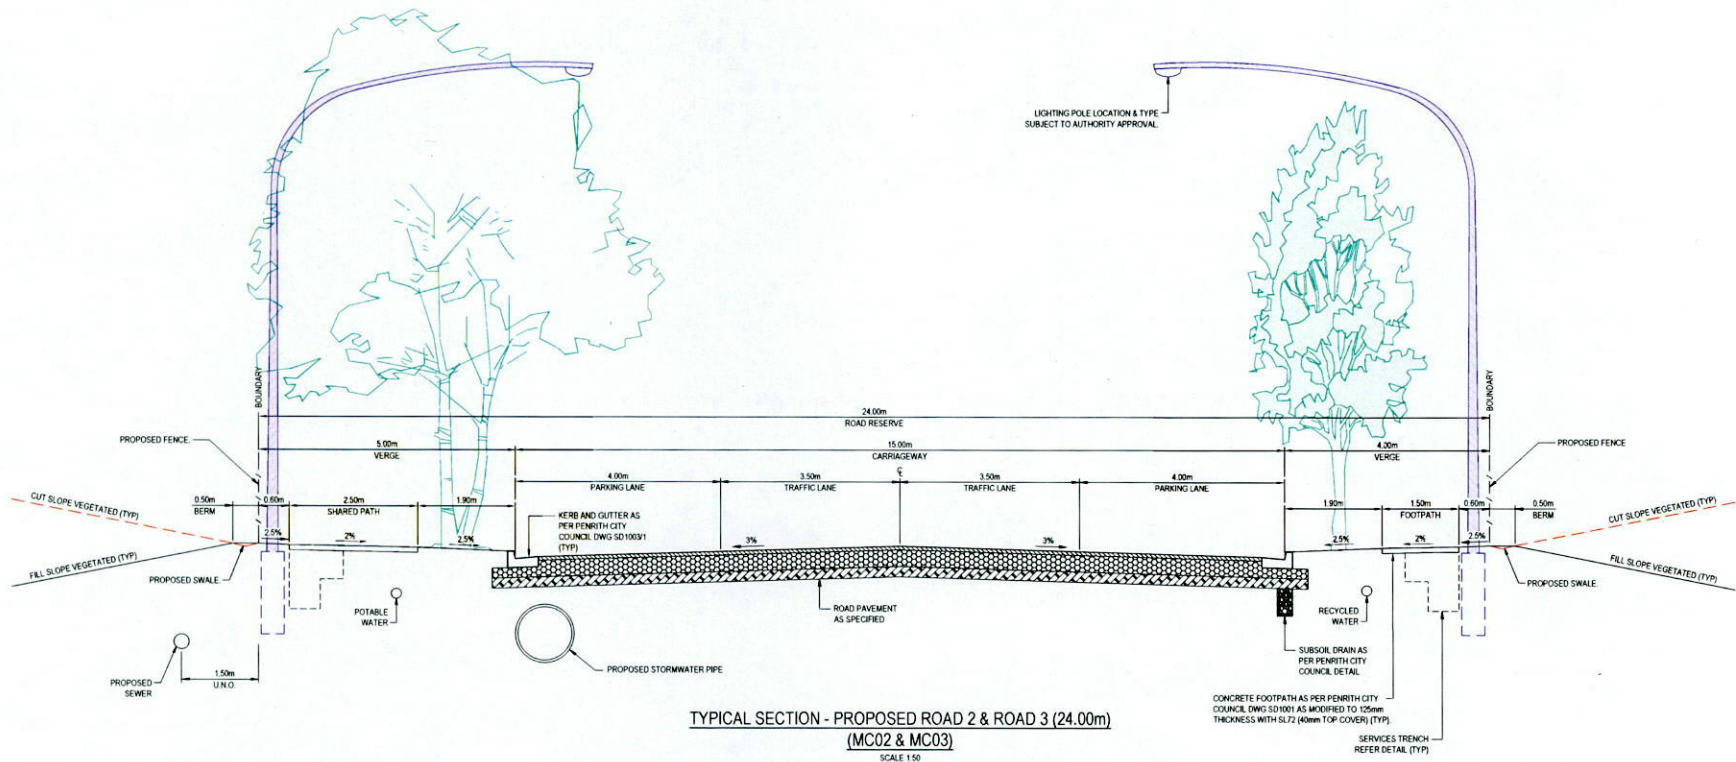 LIGHTING POLE LOCATION & TYPE
SUBJECT TO AUTHORITY APPROVAL.
BOUNDARY
BOUNDARY
24.00m
ROAD RESERVE
PROPOSED FENCE.
PROPOSED FENCE
5.00m
VERGE
15.00m
CARRIAGEWAY
4.00m
VERGE
4.00m
PARKING LANE
3.50m
TRAFFIC LANE
℄
3.50m
TRAFFIC LANE
4.00m
PARKING LANE
0.50m
BERM
0.60m
2.50m
SHARED PATH
1.90m
1.90m
1.50m
FOOTPATH
0.60m
0.50m
BERM
CUT SLOPE VEGETATED (TYP)
CUT SLOPE VEGETATED (TYP)
KERB AND GUTTER AS
PER PENRITH CITY
COUNCIL DWG SD1003/1
(TYP)
2.5%
2%
2.5%
3%
3%
2.5%
2%
2.5%
FILL SLOPE VEGETATED (TYP)
FILL SLOPE VEGETATED (TYP)
PROPOSED SWALE.
PROPOSED SWALE.
POTABLE
WATER
ROAD PAVEMENT
AS SPECIFIED
RECYCLED
WATER
PROPOSED STORMWATER PIPE
SUBSOIL DRAIN AS
PER PENRITH CITY
COUNCIL DETAIL
PROPOSED
SEWER
1.50m
U.N.O.
CONCRETE FOOTPATH AS PER PENRITH CITY
COUNCIL DWG SD1001 AS MODIFIED TO 125mm
THICKNESS WITH SL72 (40mm TOP COVER) (TYP).
SERVICES TRENCH
REFER DETAIL (TYP)
TYPICAL SECTION - PROPOSED ROAD 2 & ROAD 3 (24.00m)
(MC02 & MC03)
SCALE 1:50